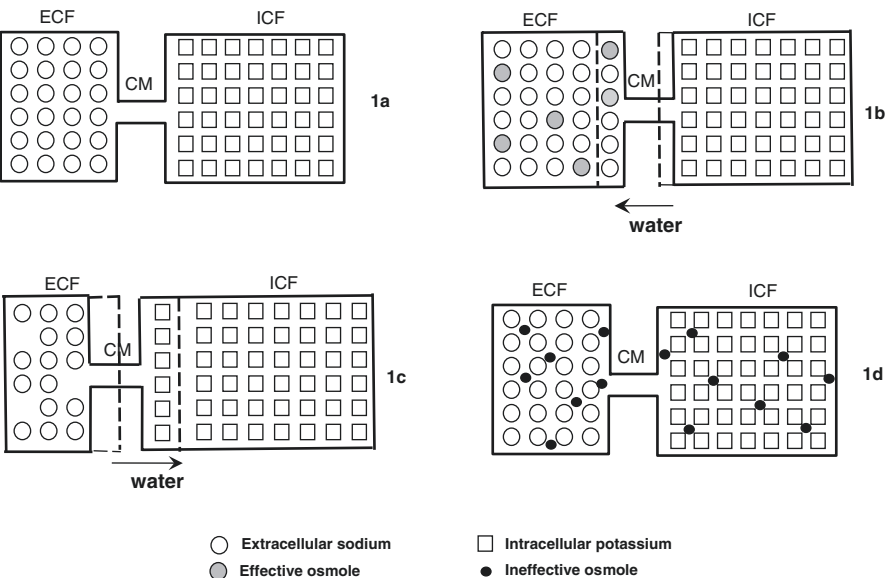 ECF ICF
CM
1a
ECF ICF
CM
1b
water
ECF ICF
CM
1c
water
ECF ICF
CM
1d
Extracellular sodium
Intracellular potassium
Effective osmole
Ineffective osmole